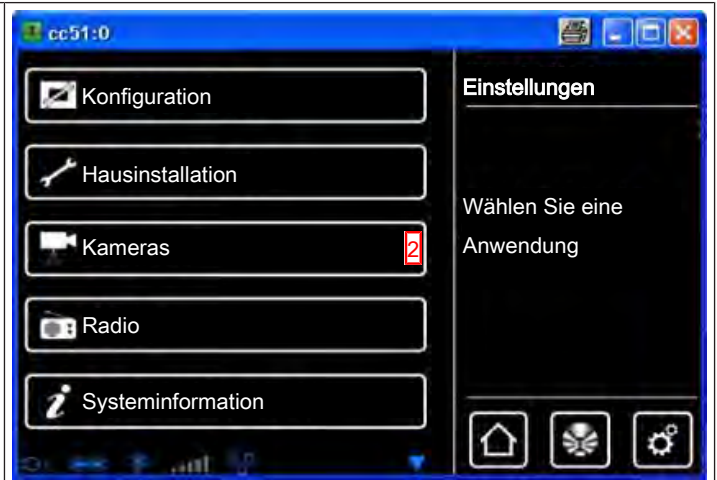 cc51:0
Konfiguration
Hausinstallation
Kameras 2
Radio
Systeminformation
Einstellungen
Wählen Sie eine
Anwendung